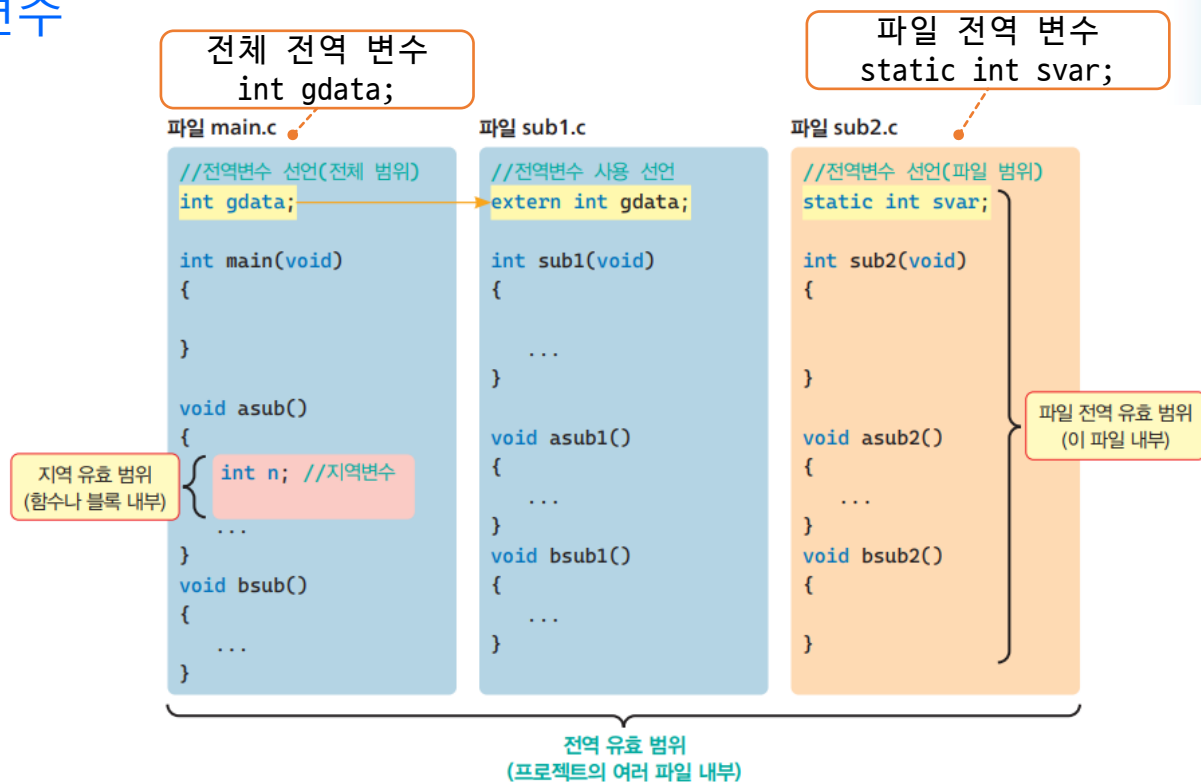 변수
전체 전역 변수
int gdata;
파일 전역 변수
static int svar;
파일 main.c
//전역변수 선언(전체 범위)
int gdata;
int main(void)
{
}
void asub()
{
int n; //지역변수
...
}
void bsub()
{
...
}
지역 유효 범위
(함수나 블록 내부)
파일 sub1.c
//전역변수 사용 선언
extern int gdata;
int sub1(void)
{
...
}
void asub1()
{
...
}
void bsub1()
{
...
}
파일 sub2.c
//전역변수 선언(파일 범위)
static int svar;
int sub2(void)
{
}
void asub2()
{
...
}
void bsub2()
{
}
파일 전역 유효 범위
(이 파일 내부)
전역 유효 범위
(프로젝트의 여러 파일 내부)